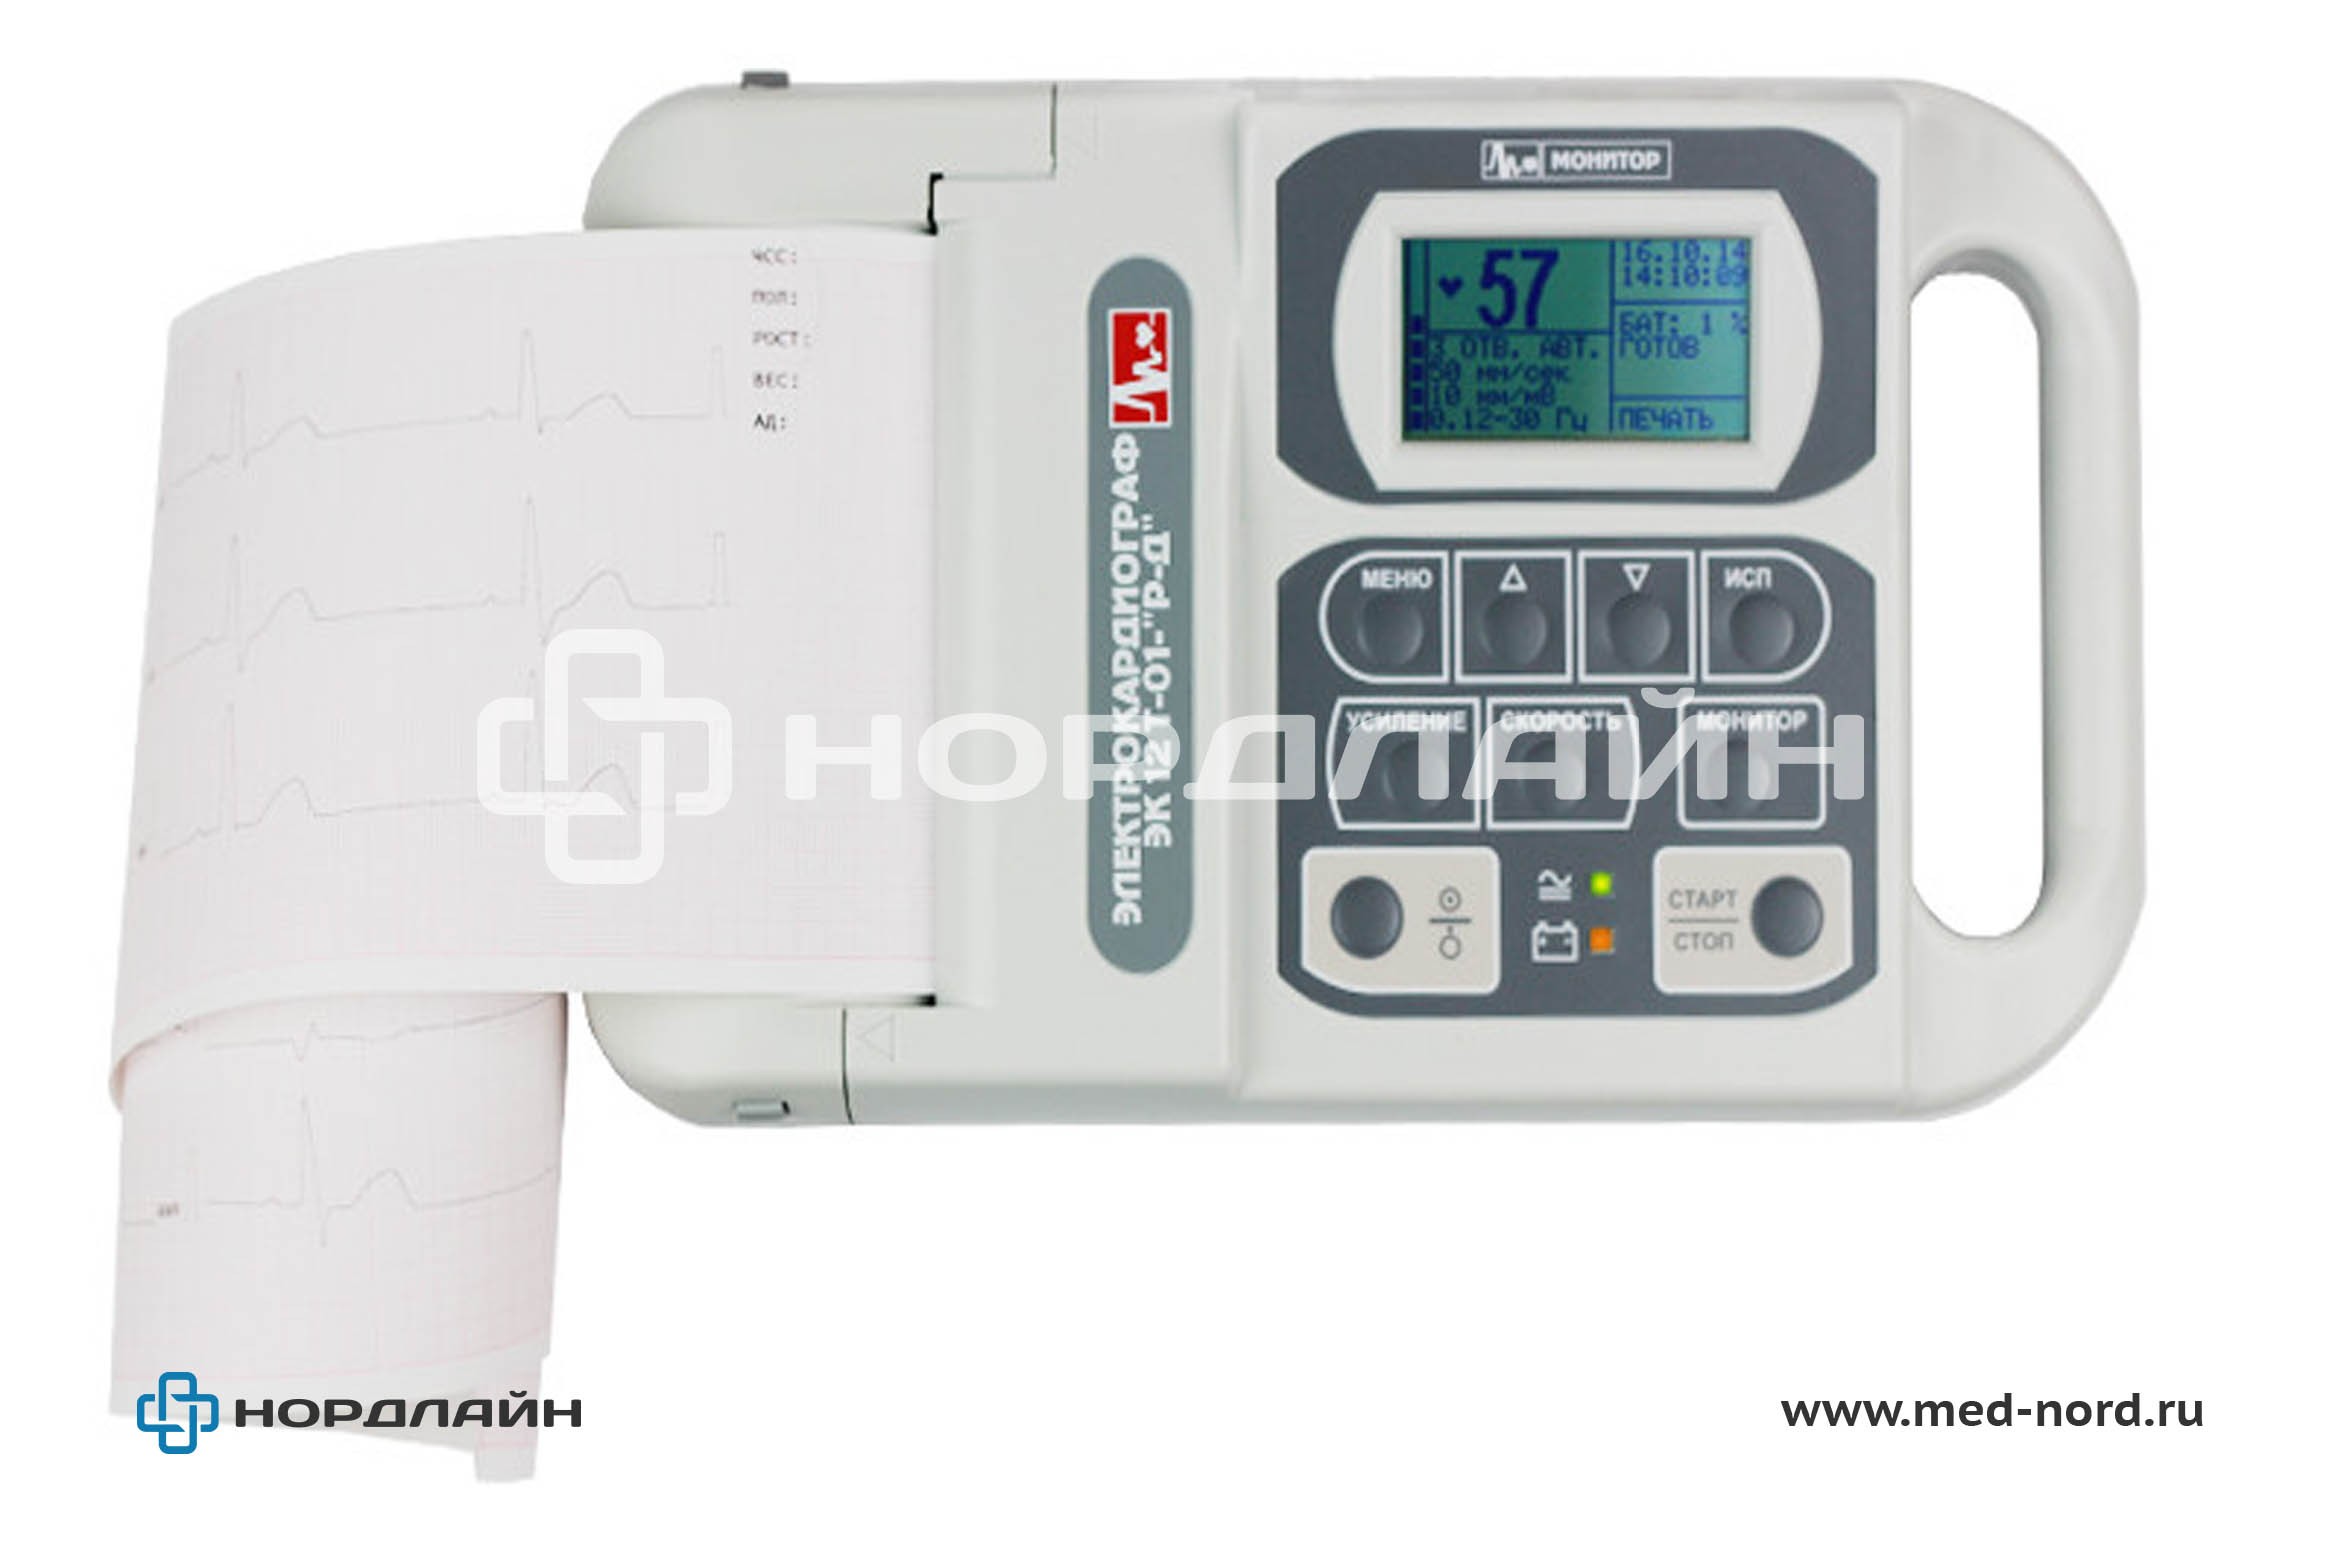 МОНИТОР
57
16.10.14
14:10:09
БАТ: 1 %
ГОТОВ
3 ОТВ. АВТ.
50 мм/сек
10 мм/мВ
0.12-30 Гц
ПЕЧАТЬ
ЧСС:
ПОЛ:
РОСТ:
ВЕС:
АД:
ЭЛЕКТРОКАРДИОГРАФ
ЭК 12 Т-01-"Р-Д"
МЕНЮ
ИСП
УСИЛЕНИЕ
СКОРОСТЬ
МОНИТОР
СТАРТ
СТОП
НОРДЛАЙН
НОРДЛАЙН
www.med-nord.ru